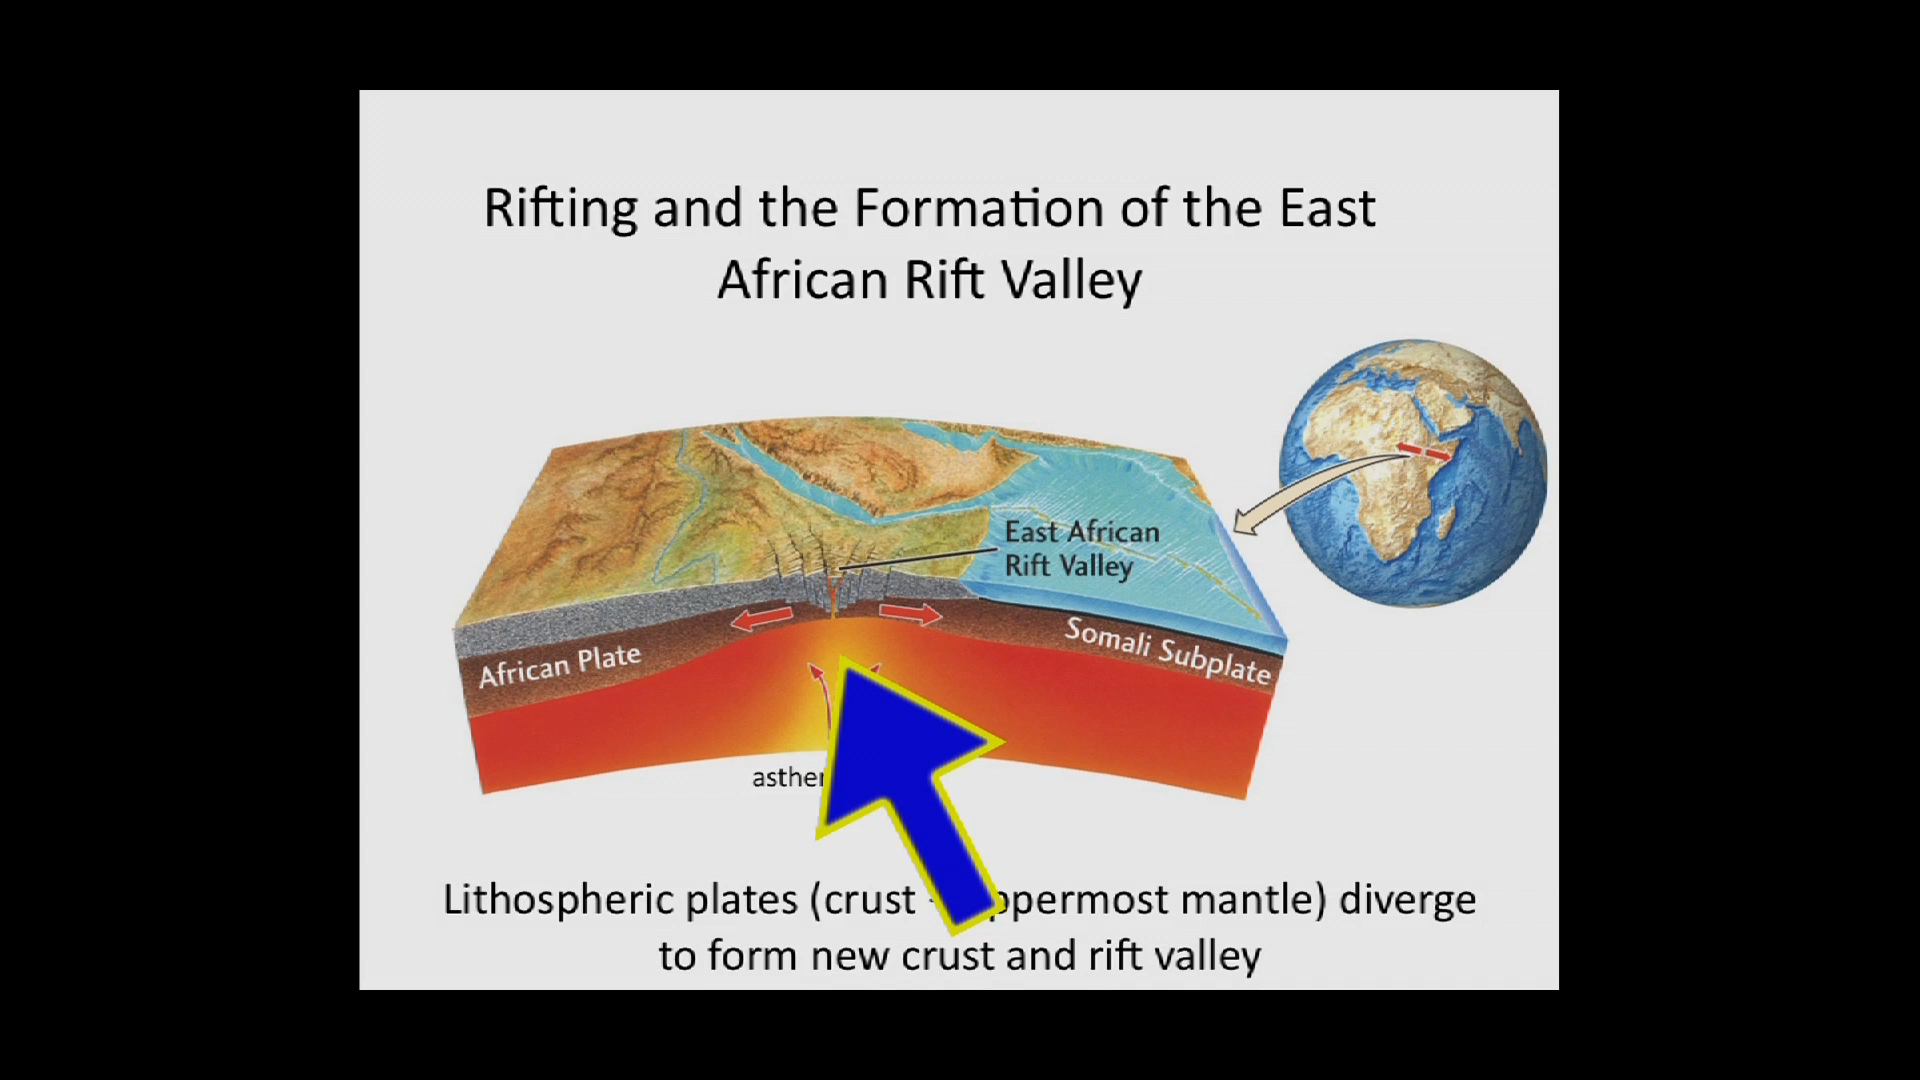 Rifting and the Formation of the East
African Rift Valley
East African
Rift Valley
African Plate
Somali Subplate
Lithospheric plates (crust mantle) diverge
to form new crust and rift valley